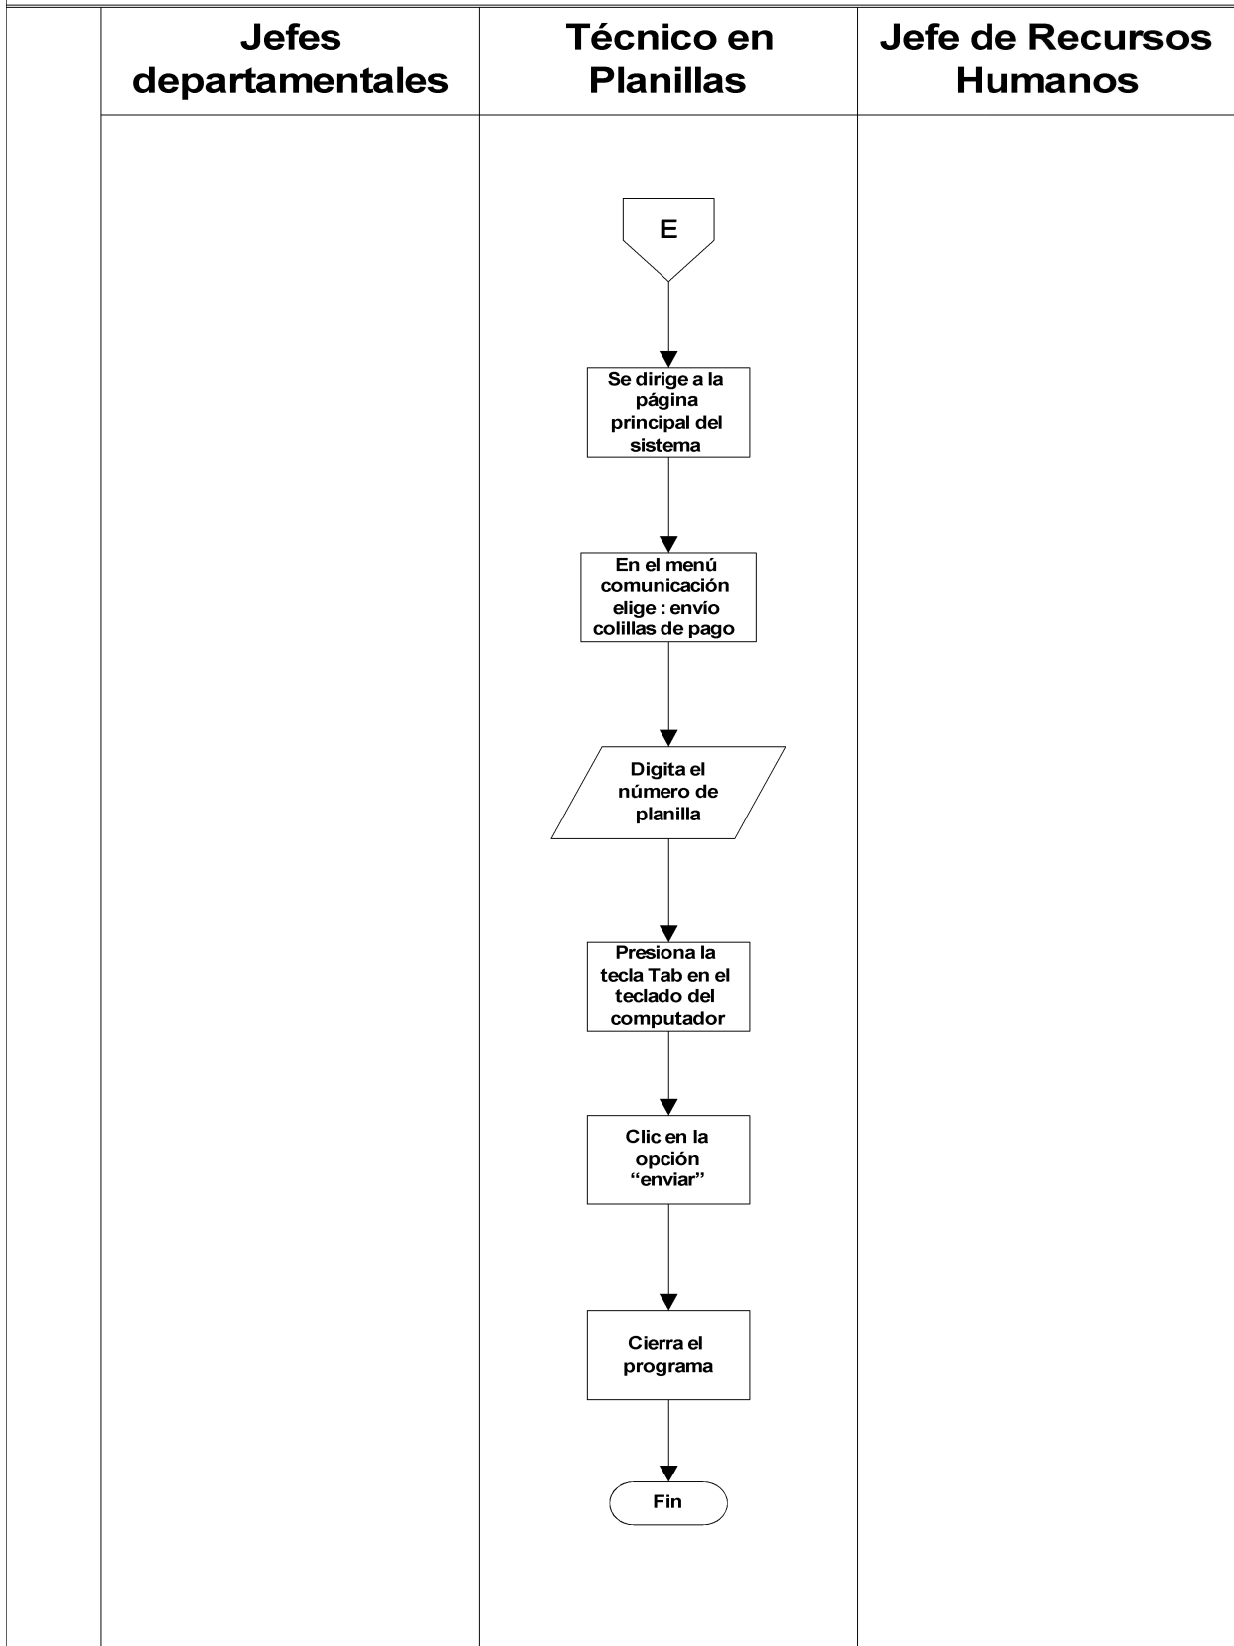 Jefes
departamentales
Técnico en
Planillas
Jefe de Recursos
Humanos
E
Se dirige a la
página
principal del
sistema
En el menú
comunicación
elige : envío
colillas de pago
Digita el
número de
planilla
Presiona la
tecla Tab en el
teclado del
computador
Clic en la
opción
“enviar”
Cierra el
programa
Fin